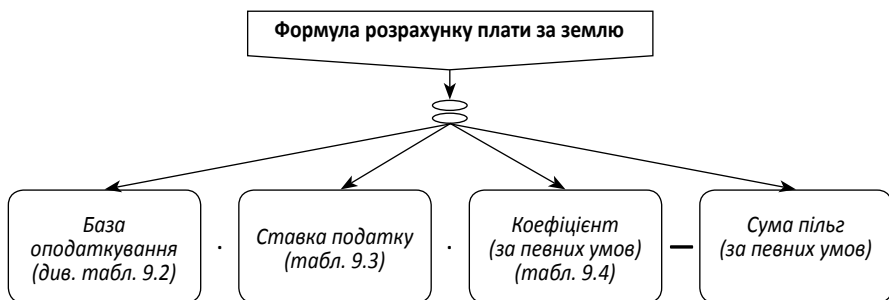 Формула розрахунку плати за землю
База
оподаткування
(див. табл. 9.2)
·
Ставка податку
(табл. 9.3)
·
Коефіцієнт
(за певних умов)
(табл. 9.4)
–
Сума пільг
(за певних умов)